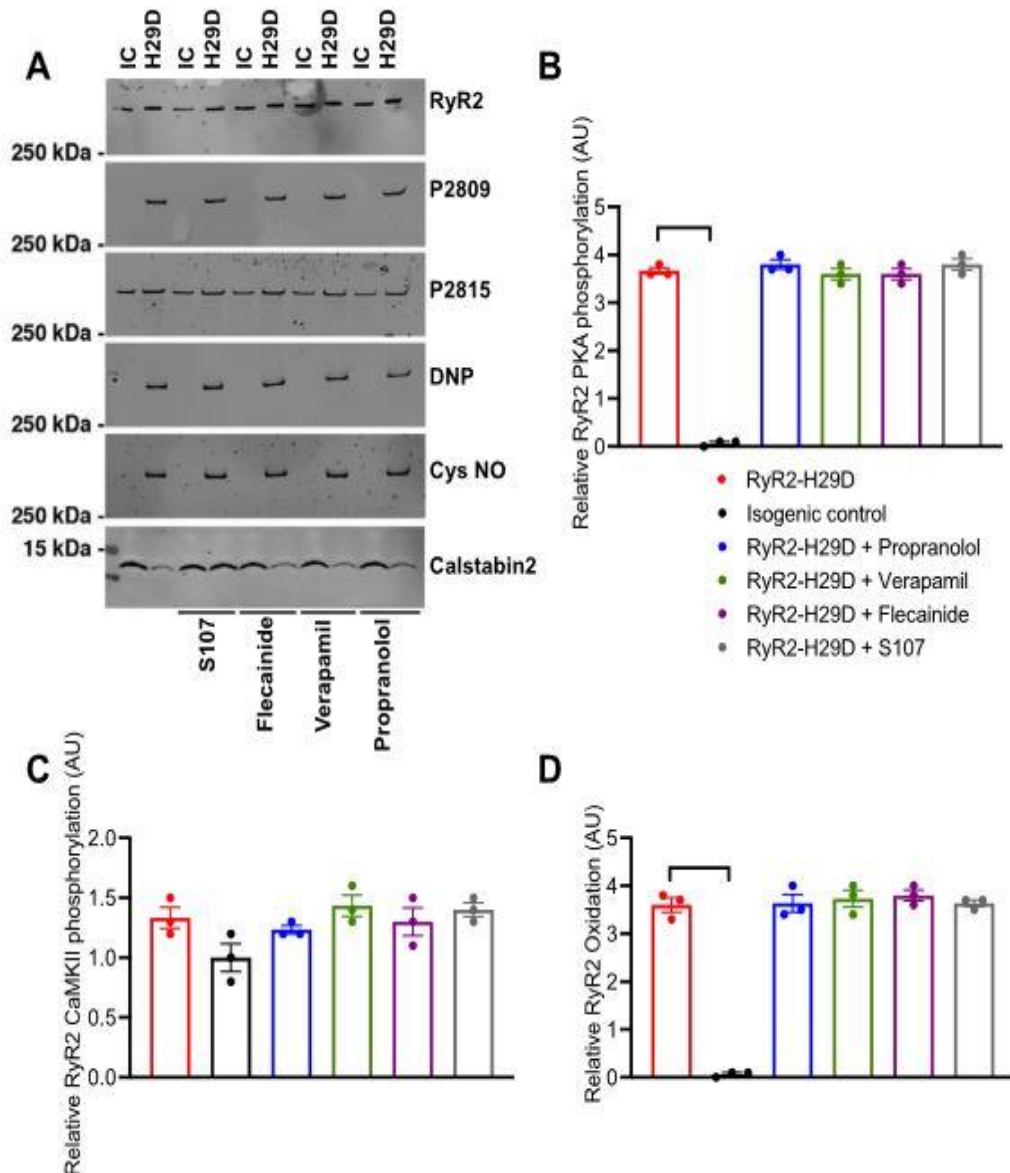 A
IC
H29D
IC
H29D
IC
H29D
IC
H29D
IC
H29D
RyR2
250 kDa -
P2809
250 kDa -
P2815
250 kDa -
DNP
250 kDa -
Cys NO
250 kDa -
15 kDa -
Calstabin2
S107
Flecainide
Verapamil
Propranolol
B
Relative RyR2 PKA phosphorylation (AU)
5
4
3
2
1
0
RyR2-H29D
Isogenic control
RyR2-H29D + Propranolol
RyR2-H29D + Verapamil
RyR2-H29D + Flecainide
RyR2-H29D + S107
C
Relative RyR2 CaMKII phosphorylation (AU)
2.0
1.5
1.0
0.5
0.0
D
Relative RyR2 Oxidation (AU)
5
4
3
2
1
0